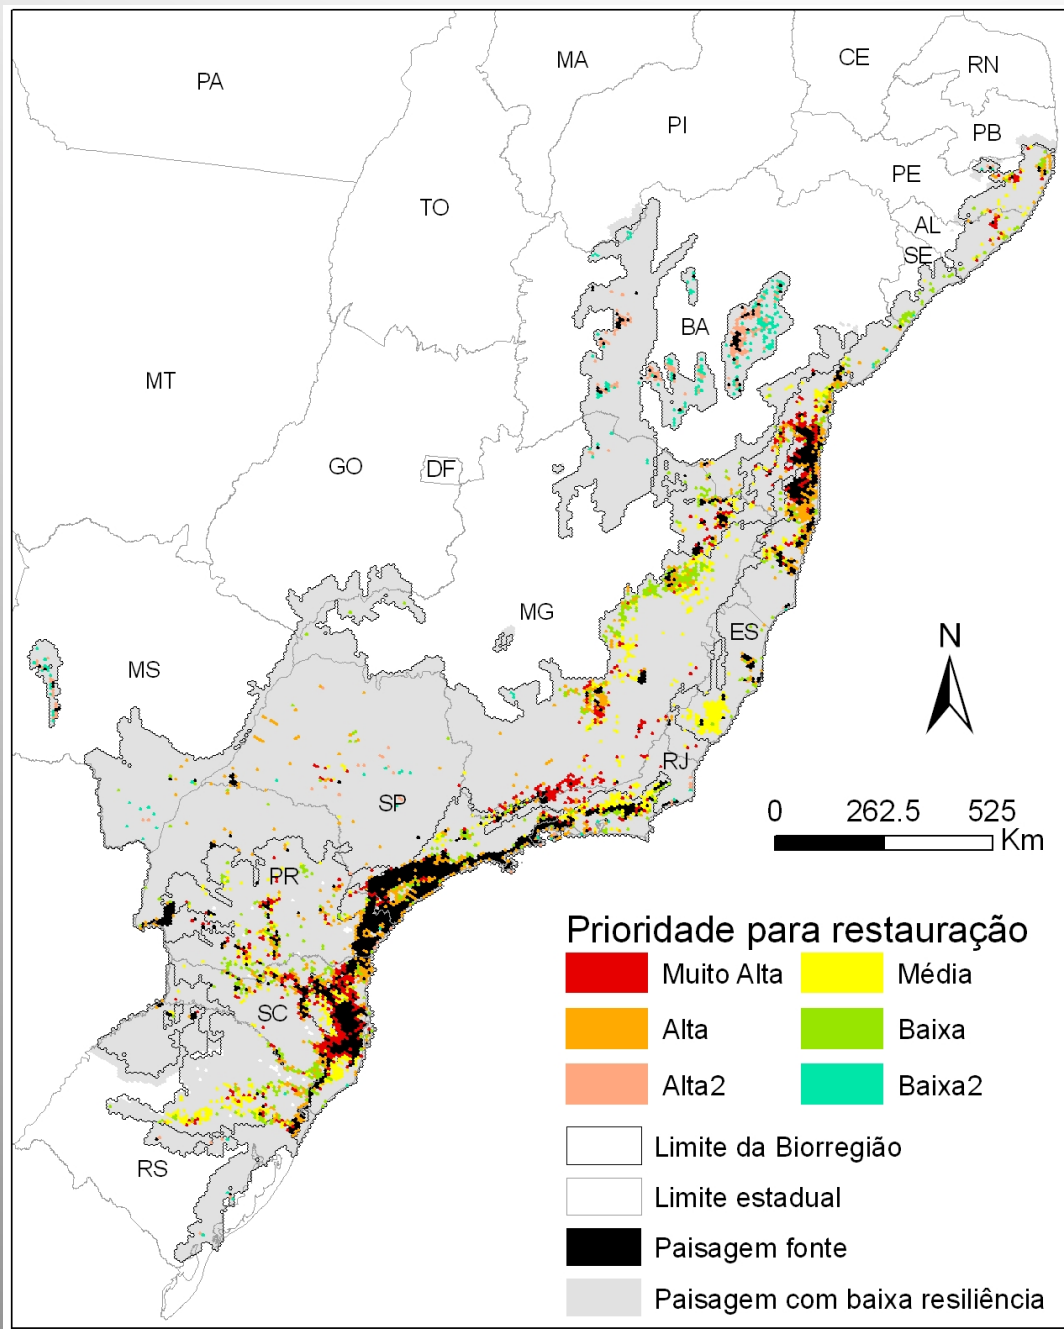 CE
MA
RN
PA
PI
PB
PE
TO
AL
SE
BA
MT
GO
DF
MG
ES
N
MS
RJ
SP
0 262.5 525
Km
PR
Prioridade para restauração
Muito Alta Média
SC
Alta Baixa
Alta2 Baixa2
Limite da Biorregião
RS
Limite estadual
Paisagem fonte
Paisagem com baixa resiliência